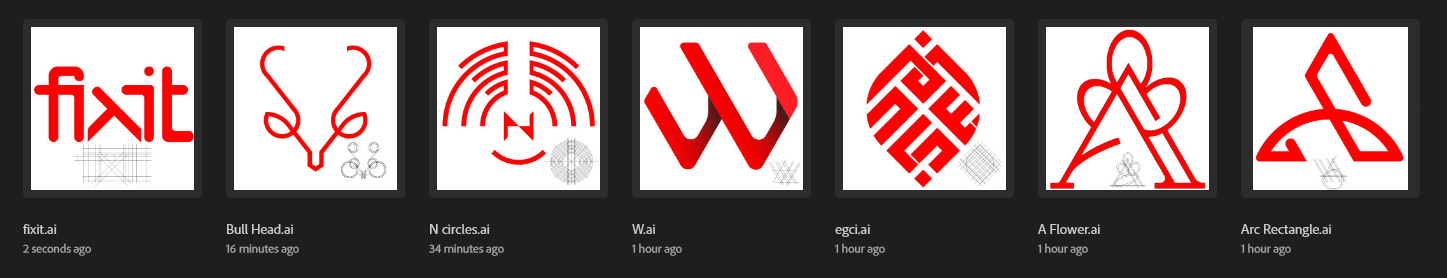 fixit
N
W
A
fixit.ai
2 seconds ago
Bull Head.ai
16 minutes ago
N circles.ai
34 minutes ago
W.ai
1 hour ago
egci.ai
1 hour ago
A Flower.ai
1 hour ago
Arc Rectangle.ai
1 hour ago